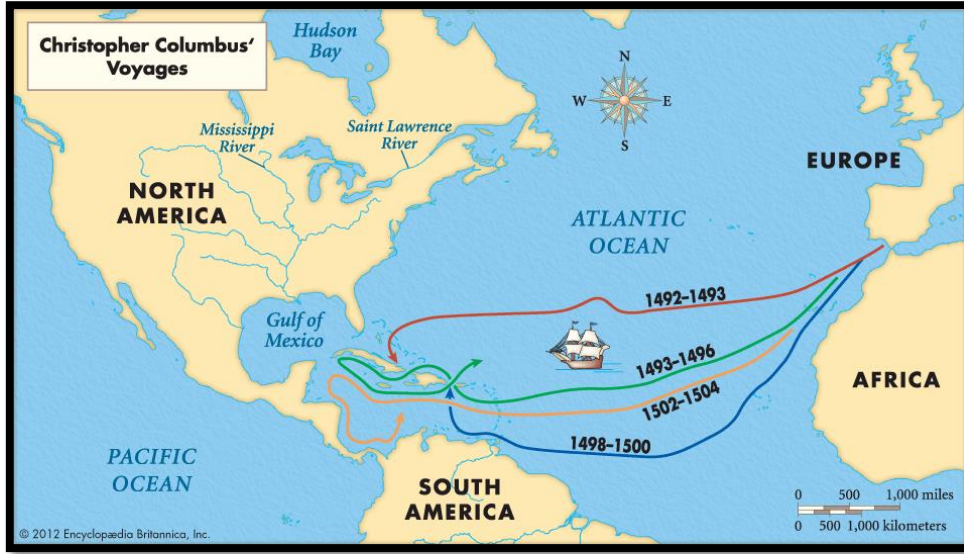 Christopher Columbus'
Voyages
Hudson
Bay
N
W
E
S
Mississippi
River
Saint Lawrence
River
EUROPE
NORTH
AMERICA
ATLANTIC
OCEAN
1492–1493
Gulf of
Mexico
1493–1496
AFRICA
1502–1504
1498–1500
PACIFIC
OCEAN
SOUTH
AMERICA
0 500 1,000 miles
0 500 1,000 kilometers
© 2012 Encyclopædia Britannica, Inc.